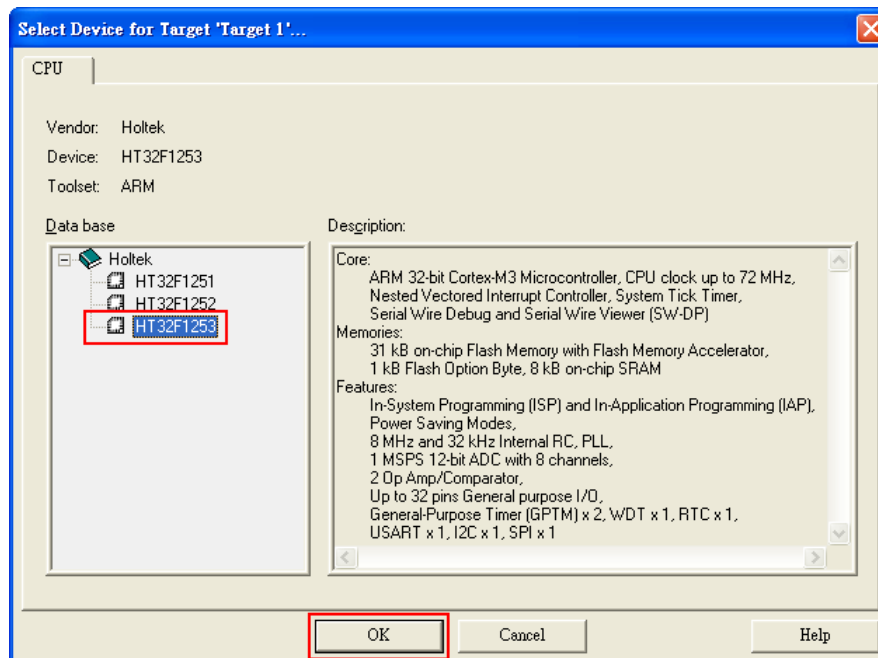 Select Device for Target 'Target 1'...
CPU
Vendor: Holtek
Device: HT32F1253
Toolset: ARM
Data base
Holtek
HT32F1251
HT32F1252
HT32F1253
Description:
Core:
ARM 32-bit Cortex-M3 Microcontroller, CPU clock up to 72 MHz,
Nested Vectored Interrupt Controller, System Tick Timer,
Serial Wire Debug and Serial Wire Viewer (SW-DP)
Memories:
31 kB on-chip Flash Memory with Flash Memory Accelerator,
1 kB Flash Option Byte, 8 kB on-chip SRAM
Features:
In-System Programming (ISP) and In-Application Programming (IAP),
Power Saving Modes,
8 MHz and 32 kHz Internal RC, PLL,
1 MSPS 12-bit ADC with 8 channels,
2 Op Amp/Comparator,
Up to 32 pins General purpose I/O,
General-Purpose Timer (GPTM) x 2, WDT x 1, RTC x 1,
USART x 1, I2C x 1, SPI x 1
OK Cancel Help